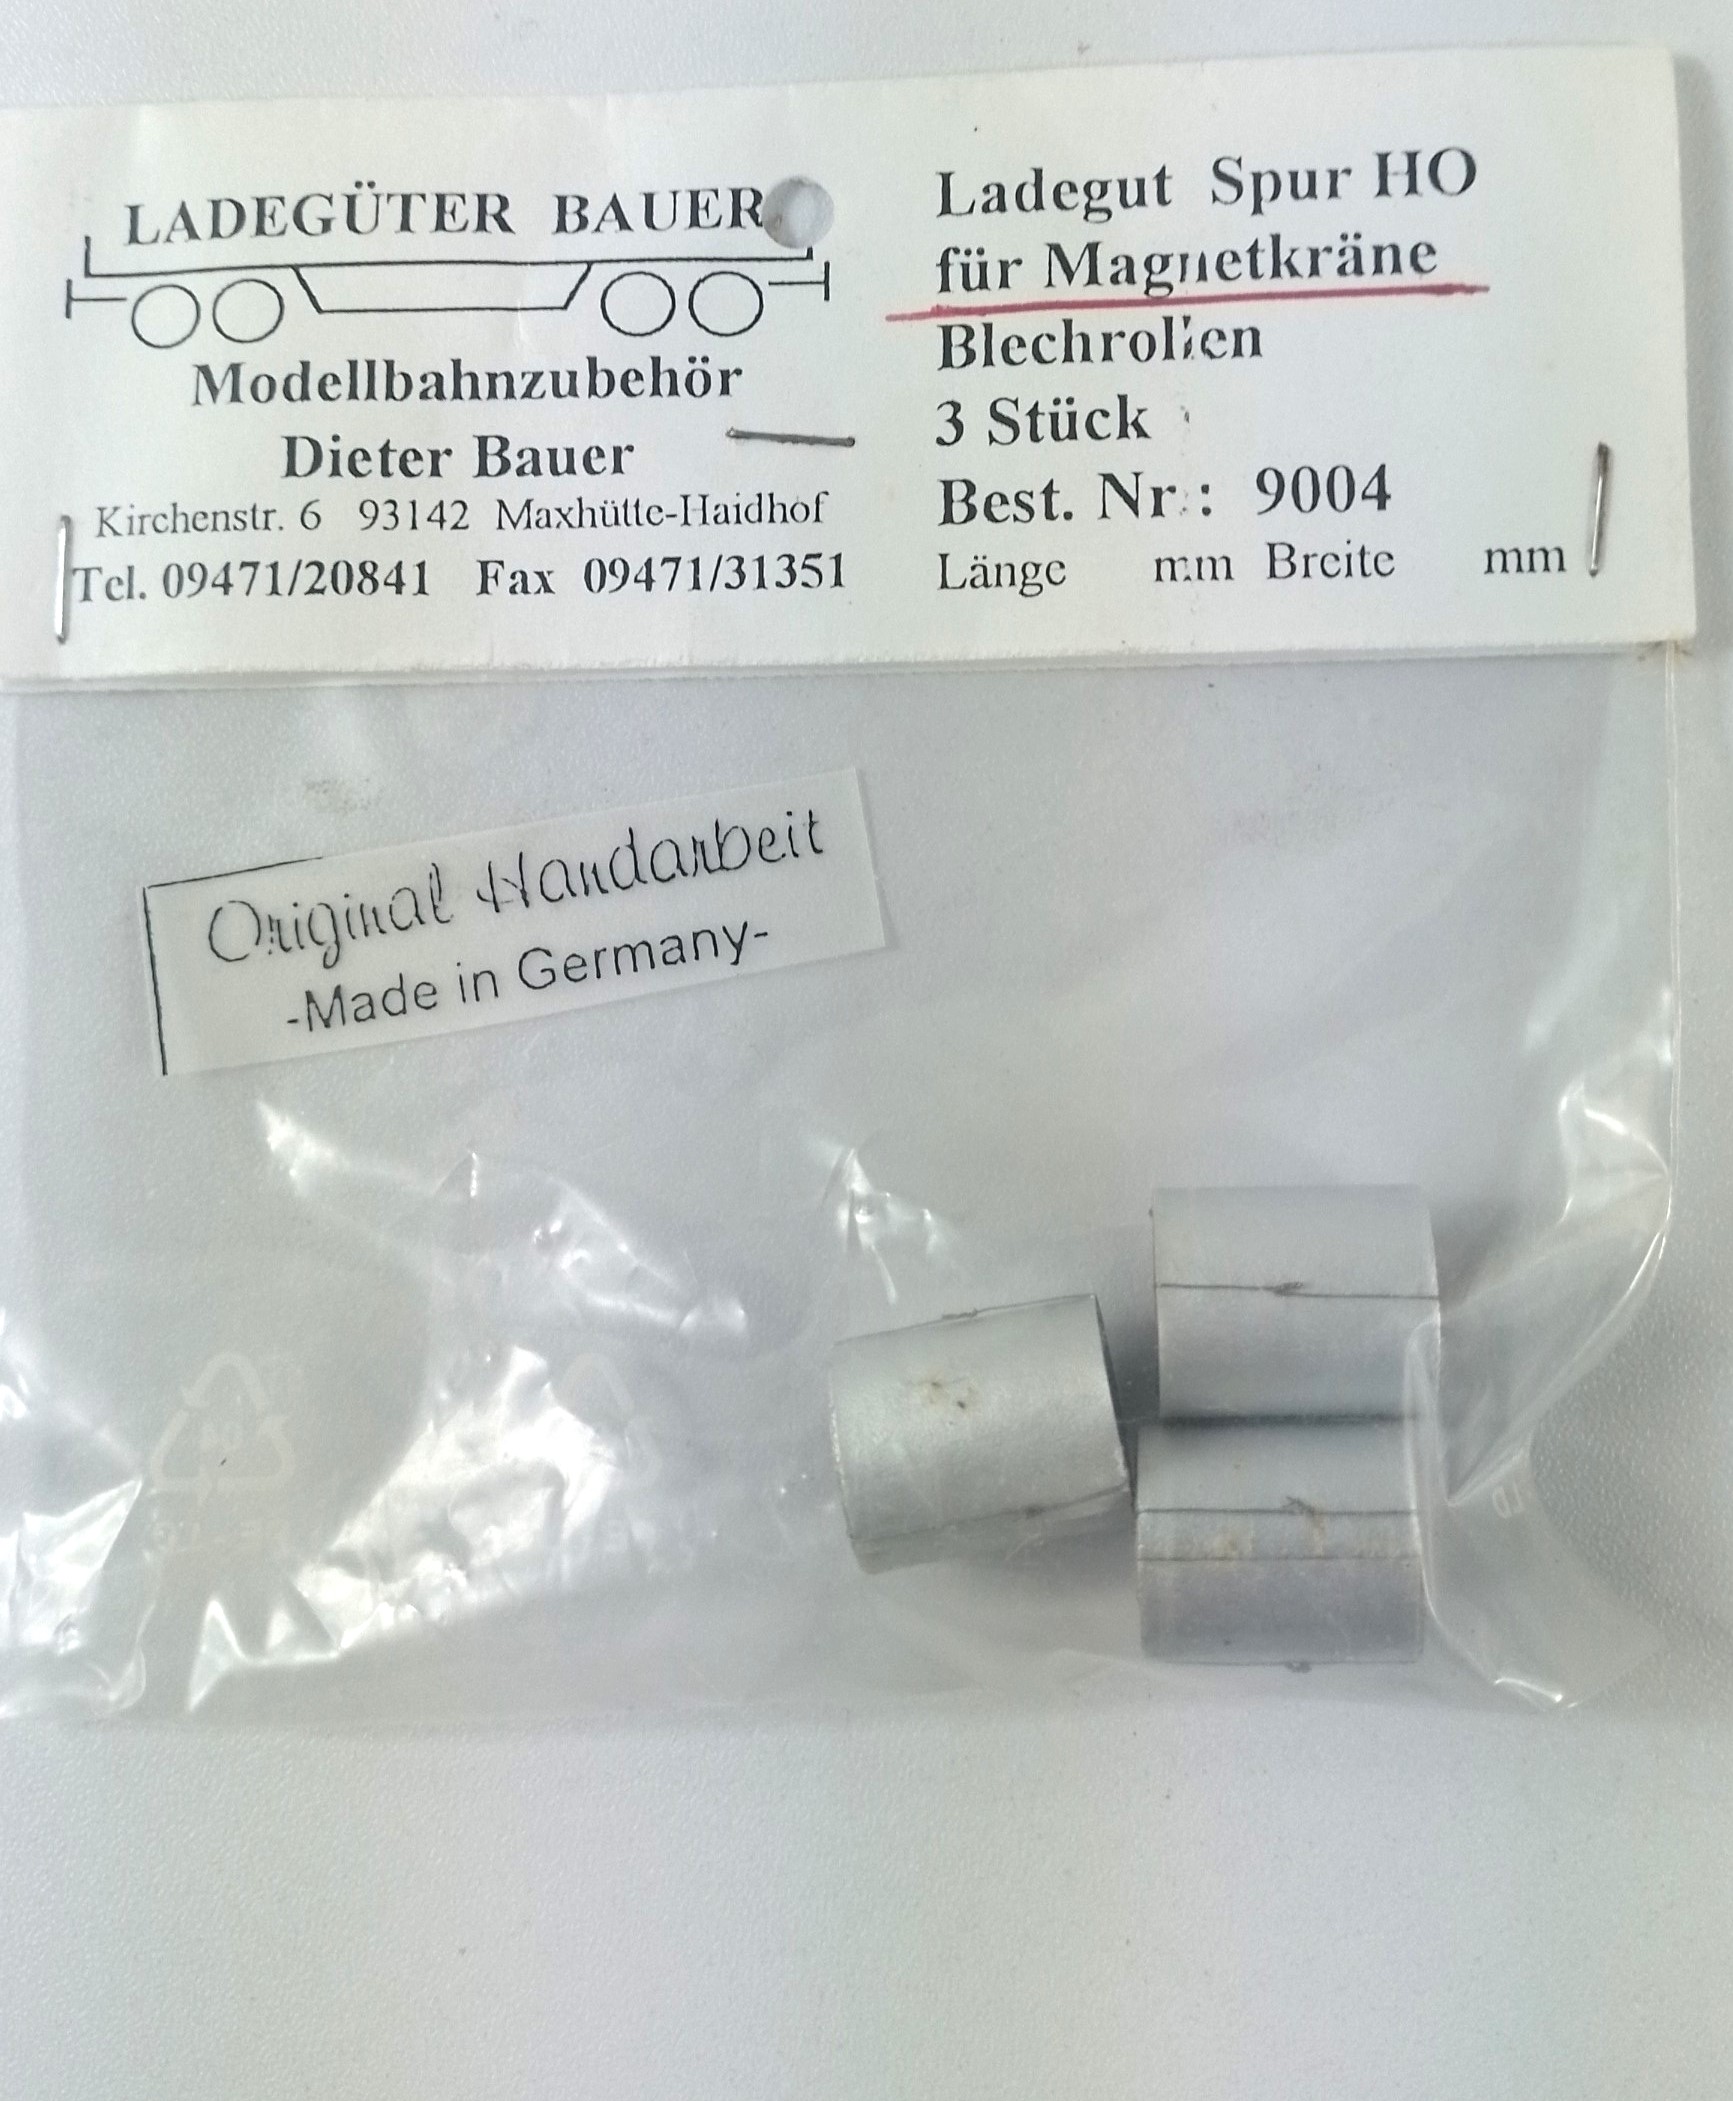 LADEGÜTER BAUER
Modellbahnzubehör
Dieter Bauer
Kirchenstr. 6 93142 Maxhütte-Haidhof
Tel. 09471/20841 Fax 09471/31351
Ladegut Spur HO
für Magnetkräne
Blechrollen
3 Stück
Best. Nr.: 9004
Länge mm Breite mm
Original Handarbeit
-Made in Germany-